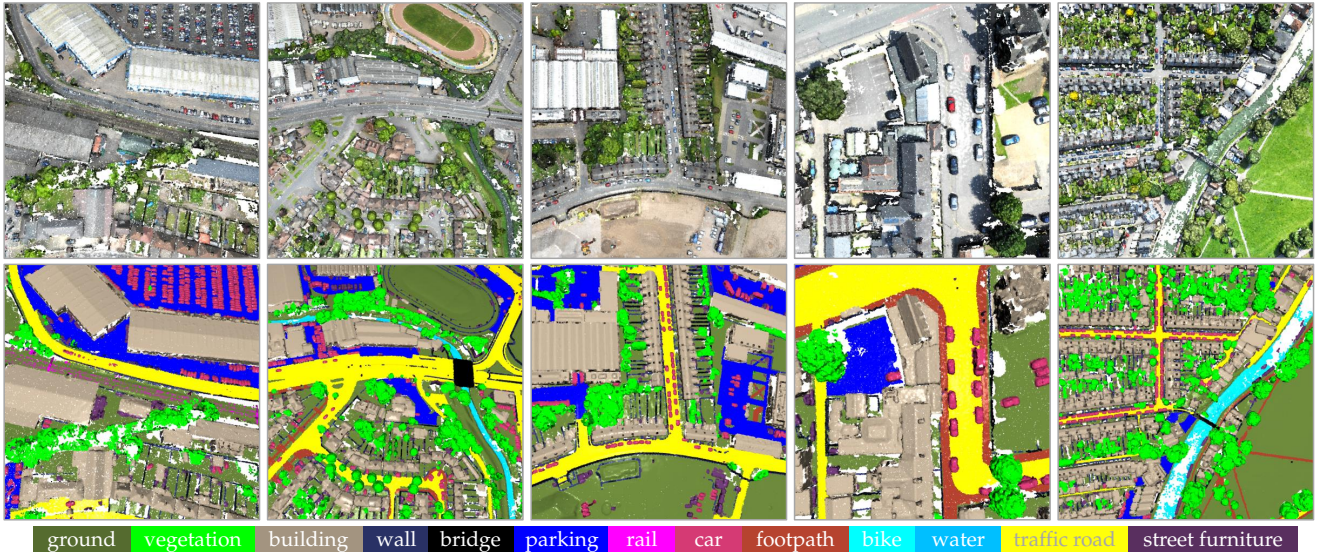 ground vegetation building wall bridge parking rail car footpath bike water traffic road street furniture